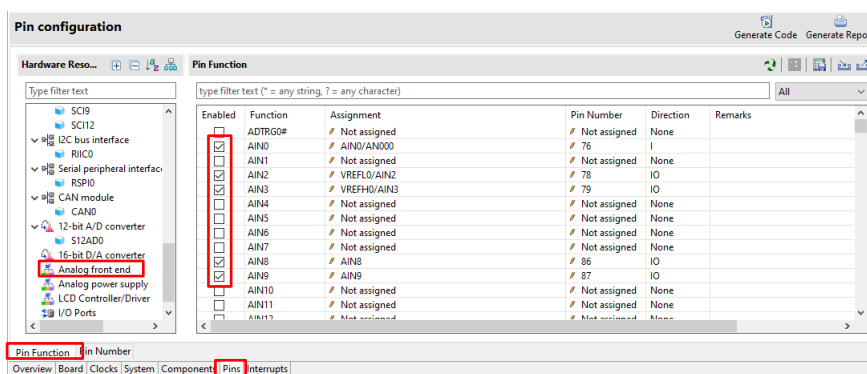 Pin configuration
Generate Code Generate Repo
Hardware Reso...
Pin Function
Type filter text
type filter text (* = any string, ? = any character)
All
SCI9
SCI12
I2C bus interface
RIIC0
Serial peripheral interface
RSPI0
CAN module
CAN0
12-bit A/D converter
S12AD0
16-bit D/A converter
Analog front end
Analog power supply
LCD Controller/Driver
I/O Ports
Enabled Function Assignment Pin Number Direction Remarks
ADTRG0# Not assigned Not assigned None
AIN0 AIN0/AN000 76 I
AIN1 Not assigned Not assigned None
AIN2 VREFL0/AIN2 78 IO
AIN3 VREFH0/AIN3 79 IO
AIN4 Not assigned Not assigned None
AIN5 Not assigned Not assigned None
AIN6 Not assigned Not assigned None
AIN7 Not assigned Not assigned None
AIN8 AIN8 86 IO
AIN9 AIN9 87 IO
AIN10 Not assigned Not assigned None
AIN11 Not assigned Not assigned None
AIN12 Not assigned Not assigned None
Pin Function Pin Number
Overview Board Clocks System Components Pins Interrupts